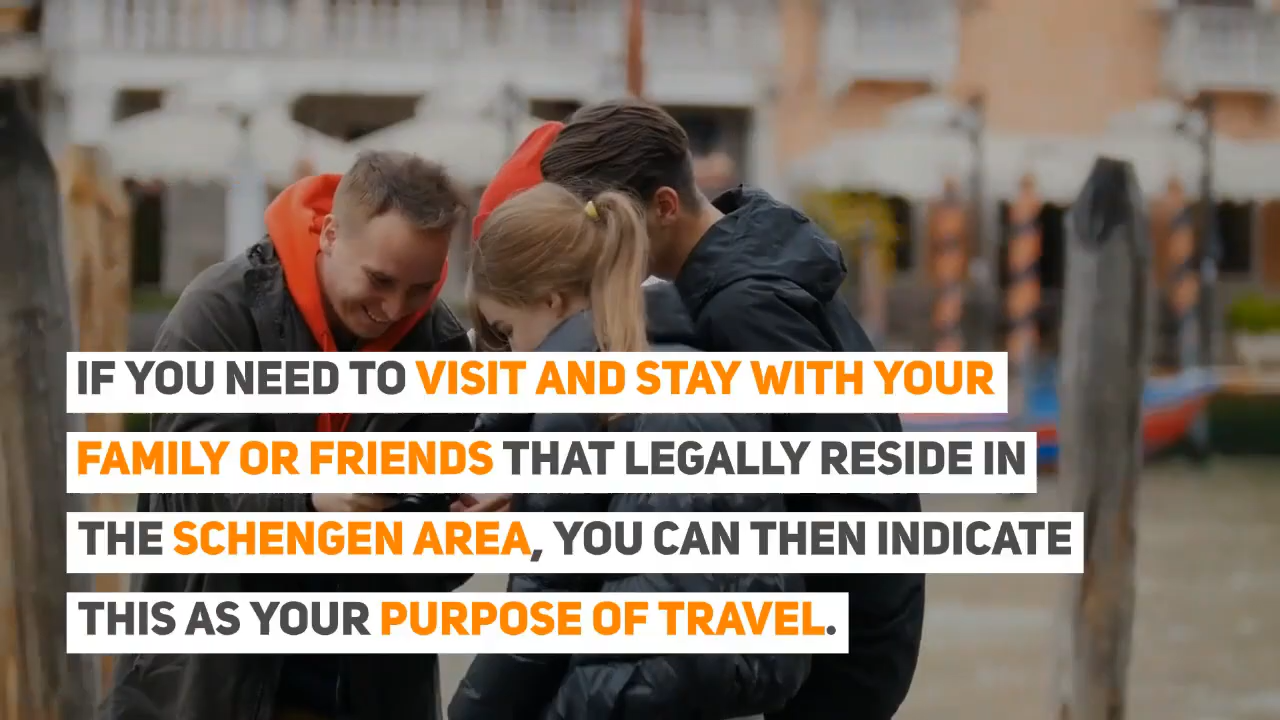 IF YOU NEED TO VISIT AND STAY WITH YOUR
FAMILY OR FRIENDS THAT LEGALLY RESIDE IN
THE SCHENGEN AREA, YOU CAN THEN INDICATE
THIS AS YOUR PURPOSE OF TRAVEL.